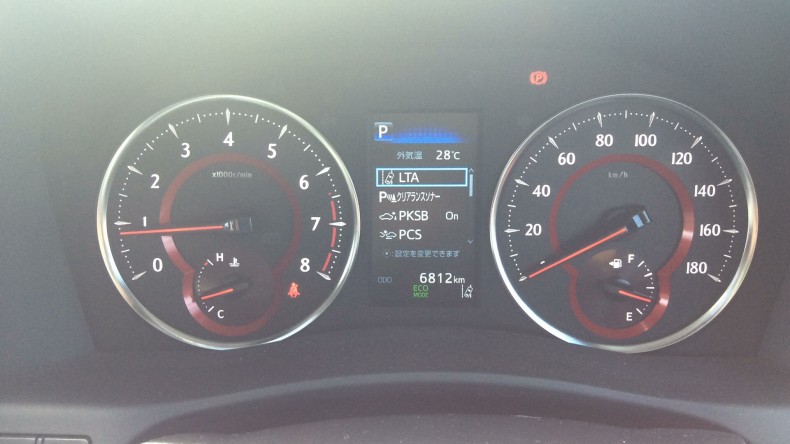 P
0
1
2
3
4
5
6
7
8
x1000r/min
H
C
P
外気温 28℃
LTA
P クリアランスソナー
PKSB On
PCS
:設定を変更できます
ODO 6812km
ECO
MODE
20
40
60
80
100
120
140
160
180
km/h
F
E